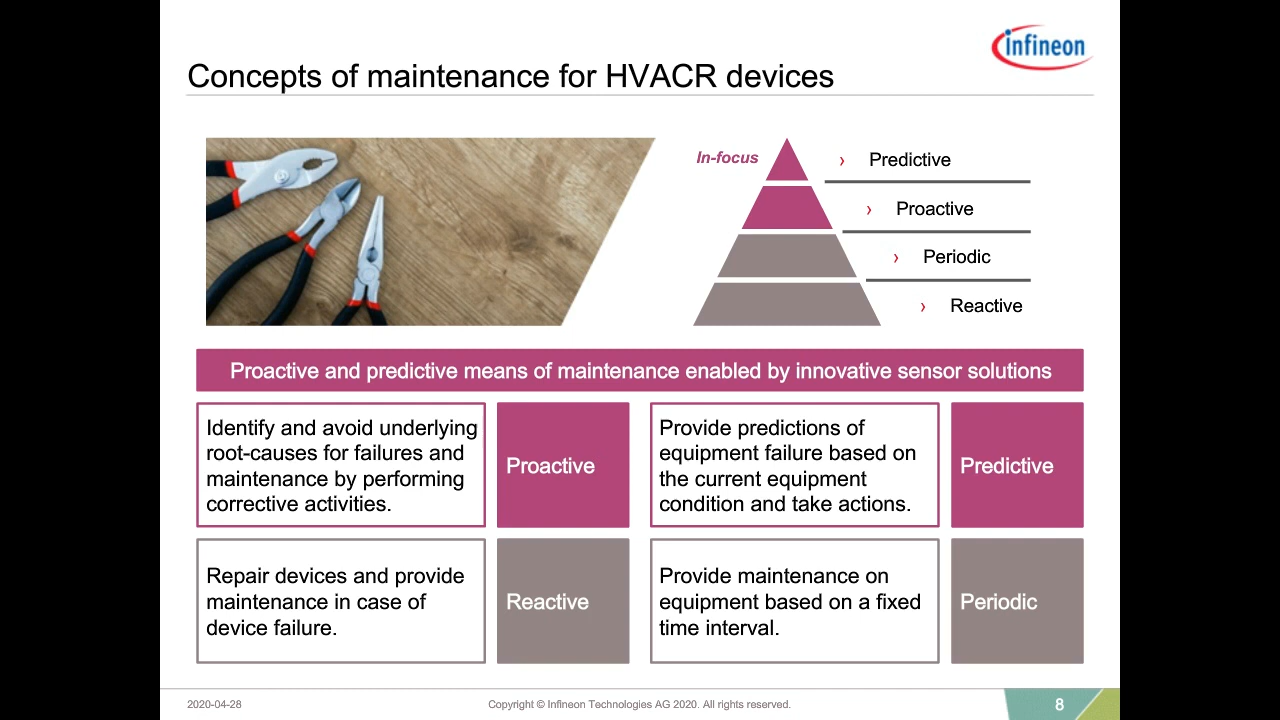 infineon
Concepts of maintenance for HVACR devices
In-focus
› Predictive
› Proactive
› Periodic
› Reactive
Proactive and predictive means of maintenance enabled by innovative sensor solutions
Identify and avoid underlying
root-causes for failures and
maintenance by performing
corrective activities.
Proactive
Provide predictions of
equipment failure based on
the current equipment
condition and take actions.
Predictive
Repair devices and provide
maintenance in case of
device failure.
Reactive
Provide maintenance on
equipment based on a fixed
time interval.
Periodic
2020-04-28
Copyright © Infineon Technologies AG 2020. All rights reserved.
8